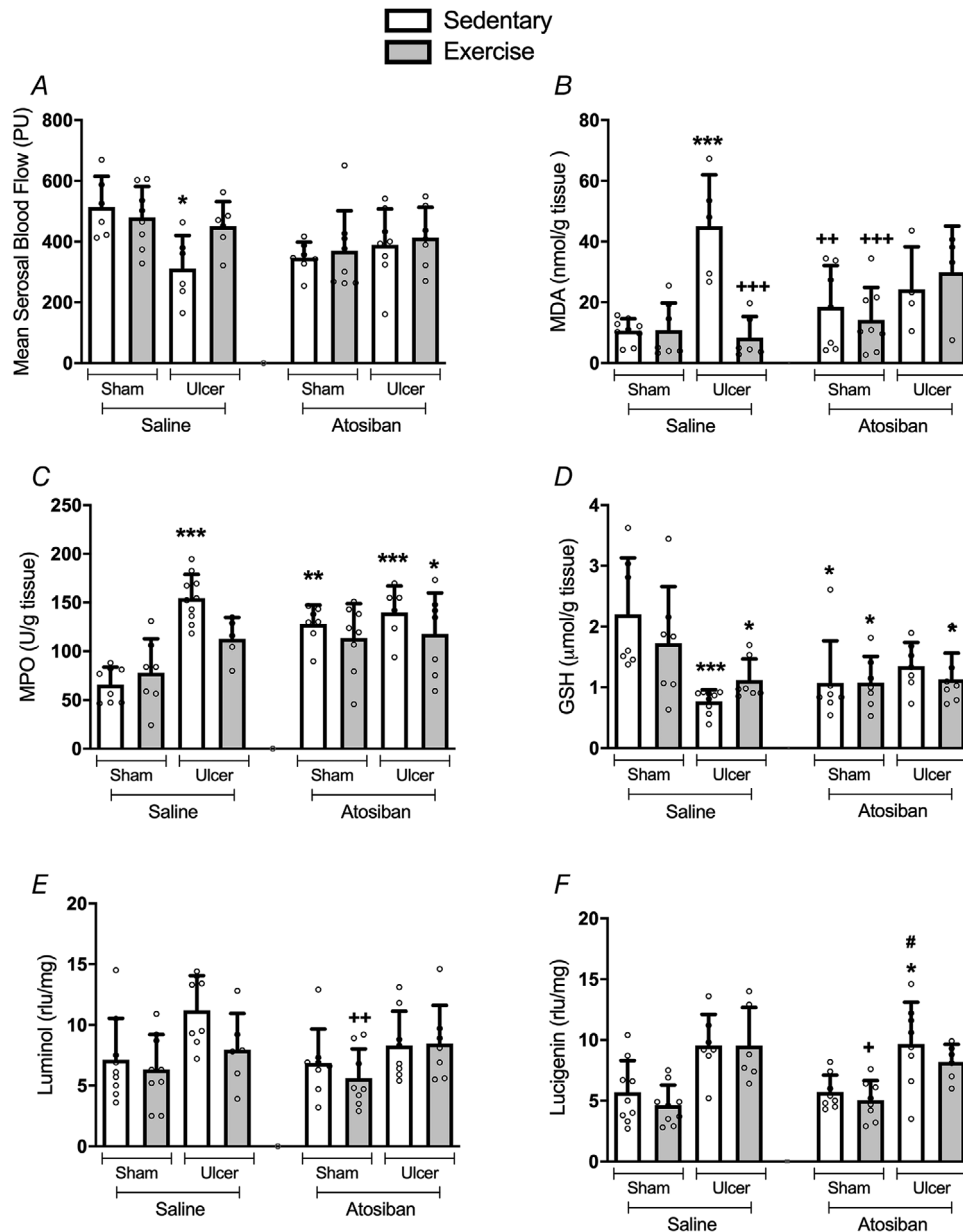 Sedentary
Exercise
A
Mean Serosal Blood Flow (PU)
800
600
400
200
0
*
Sham Ulcer Sham Ulcer
Saline Atosiban
B
MDA (nmol/g tissue )
80
60
40
20
0
***
+++
++
+++
Sham Ulcer Sham Ulcer
Saline Atosiban
C
MPO (U/g tissue)
250
200
150
100
50
0
***
**
***
*
Sham Ulcer Sham Ulcer
Saline Atosiban
D
GSH (μmol/g tissue)
4
3
2
1
0
***
*
*
*
*
Sham Ulcer Sham Ulcer
Saline Atosiban
E
Luminol (rlu/mg)
20
15
10
5
0
++
Sham Ulcer Sham Ulcer
Saline Atosiban
F
Lucigenin (rlu/mg)
20
15
10
5
0
+
#
*
Sham Ulcer Sham Ulcer
Saline Atosiban